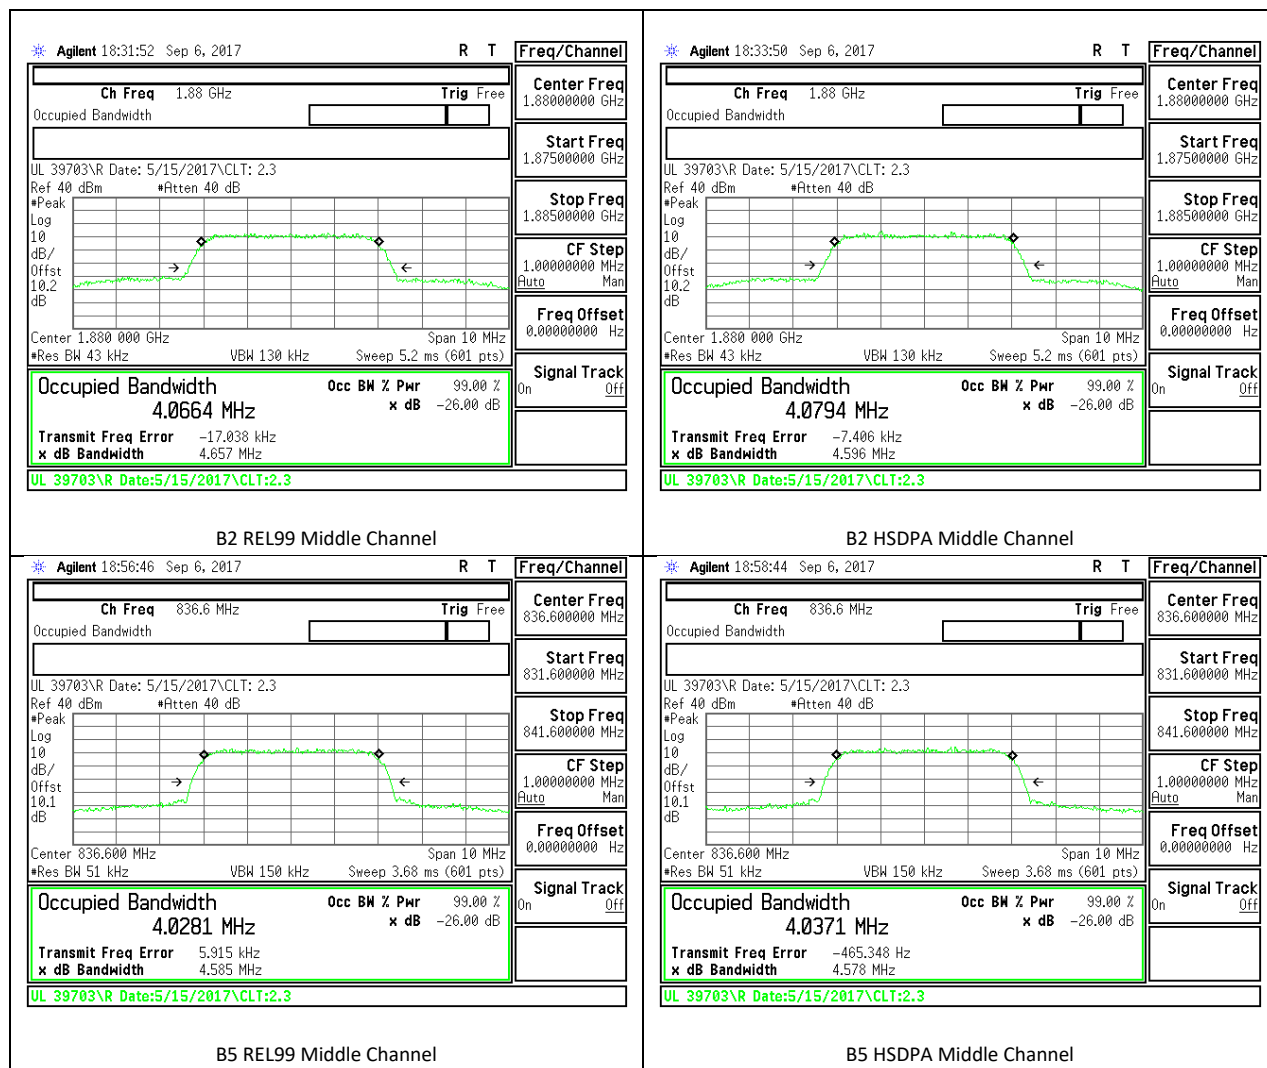 Agilent 18:31:52 Sep 6, 2017 R T Freq/Channel
Ch Freq 1.88 GHz Trig Free
Occupied Bandwidth
Center Freq
1.88000000 GHz
Start Freq
1.87500000 GHz
UL 39703\R Date: 5/15/2017\CLT: 2.3
Ref 40 dBm #Atten 40 dB
#Peak
Log
10
dB/
Offst
10.2
dB
Stop Freq
1.88500000 GHz
CF Step
1.00000000 MHz
Auto Man
Freq Offset
0.00000000 Hz
Center 1.880 000 GHz Span 10 MHz
#Res BW 43 kHz VBW 130 kHz Sweep 5.2 ms (601 pts)
Signal Track
On Off
Occupied Bandwidth Occ BW % Pwr 99.00 %
4.0664 MHz x dB -26.00 dB
Transmit Freq Error -17.038 kHz
x dB Bandwidth 4.657 MHz
UL 39703\R Date:5/15/2017\CLT:2.3
B2 REL99 Middle Channel
Agilent 18:33:50 Sep 6, 2017 R T Freq/Channel
Ch Freq 1.88 GHz Trig Free
Occupied Bandwidth
Center Freq
1.88000000 GHz
Start Freq
1.87500000 GHz
UL 39703\R Date: 5/15/2017\CLT: 2.3
Ref 40 dBm #Atten 40 dB
#Peak
Log
10
dB/
Offst
10.2
dB
Stop Freq
1.88500000 GHz
CF Step
1.00000000 MHz
Auto Man
Freq Offset
0.00000000 Hz
Center 1.880 000 GHz Span 10 MHz
#Res BW 43 kHz VBW 130 kHz Sweep 5.2 ms (601 pts)
Signal Track
On Off
Occupied Bandwidth Occ BW % Pwr 99.00 %
4.0794 MHz x dB -26.00 dB
Transmit Freq Error -7.406 kHz
x dB Bandwidth 4.596 MHz
UL 39703\R Date:5/15/2017\CLT:2.3
B2 HSDPA Middle Channel
Agilent 18:56:46 Sep 6, 2017 R T Freq/Channel
Ch Freq 836.6 MHz Trig Free
Occupied Bandwidth
Center Freq
836.600000 MHz
Start Freq
831.600000 MHz
UL 39703\R Date: 5/15/2017\CLT: 2.3
Ref 40 dBm #Atten 40 dB
#Peak
Log
10
dB/
Offst
10.1
dB
Stop Freq
841.600000 MHz
CF Step
1.00000000 MHz
Auto Man
Freq Offset
0.00000000 Hz
Center 836.600 MHz Span 10 MHz
#Res BW 51 kHz VBW 150 kHz Sweep 3.68 ms (601 pts)
Signal Track
On Off
Occupied Bandwidth Occ BW % Pwr 99.00 %
4.0281 MHz x dB -26.00 dB
Transmit Freq Error 5.915 kHz
x dB Bandwidth 4.585 MHz
UL 39703\R Date:5/15/2017\CLT:2.3
B5 REL99 Middle Channel
Agilent 18:58:44 Sep 6, 2017 R T Freq/Channel
Ch Freq 836.6 MHz Trig Free
Occupied Bandwidth
Center Freq
836.600000 MHz
Start Freq
831.600000 MHz
UL 39703\R Date: 5/15/2017\CLT: 2.3
Ref 40 dBm #Atten 40 dB
#Peak
Log
10
dB/
Offst
10.1
dB
Stop Freq
841.600000 MHz
CF Step
1.00000000 MHz
Auto Man
Freq Offset
0.00000000 Hz
Center 836.600 MHz Span 10 MHz
#Res BW 51 kHz VBW 150 kHz Sweep 3.68 ms (601 pts)
Signal Track
On Off
Occupied Bandwidth Occ BW % Pwr 99.00 %
4.0371 MHz x dB -26.00 dB
Transmit Freq Error -465.348 Hz
x dB Bandwidth 4.578 MHz
UL 39703\R Date:5/15/2017\CLT:2.3
B5 HSDPA Middle Channel